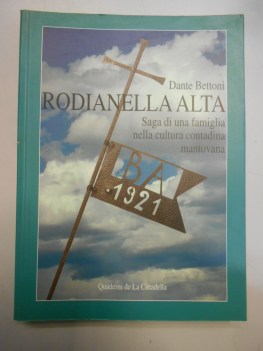 Dante Bettoni
RODIANELLA ALTA
Saga di una famiglia
nella cultura contadina
mantovana
BA
1921
Quaderni de La Cittadella